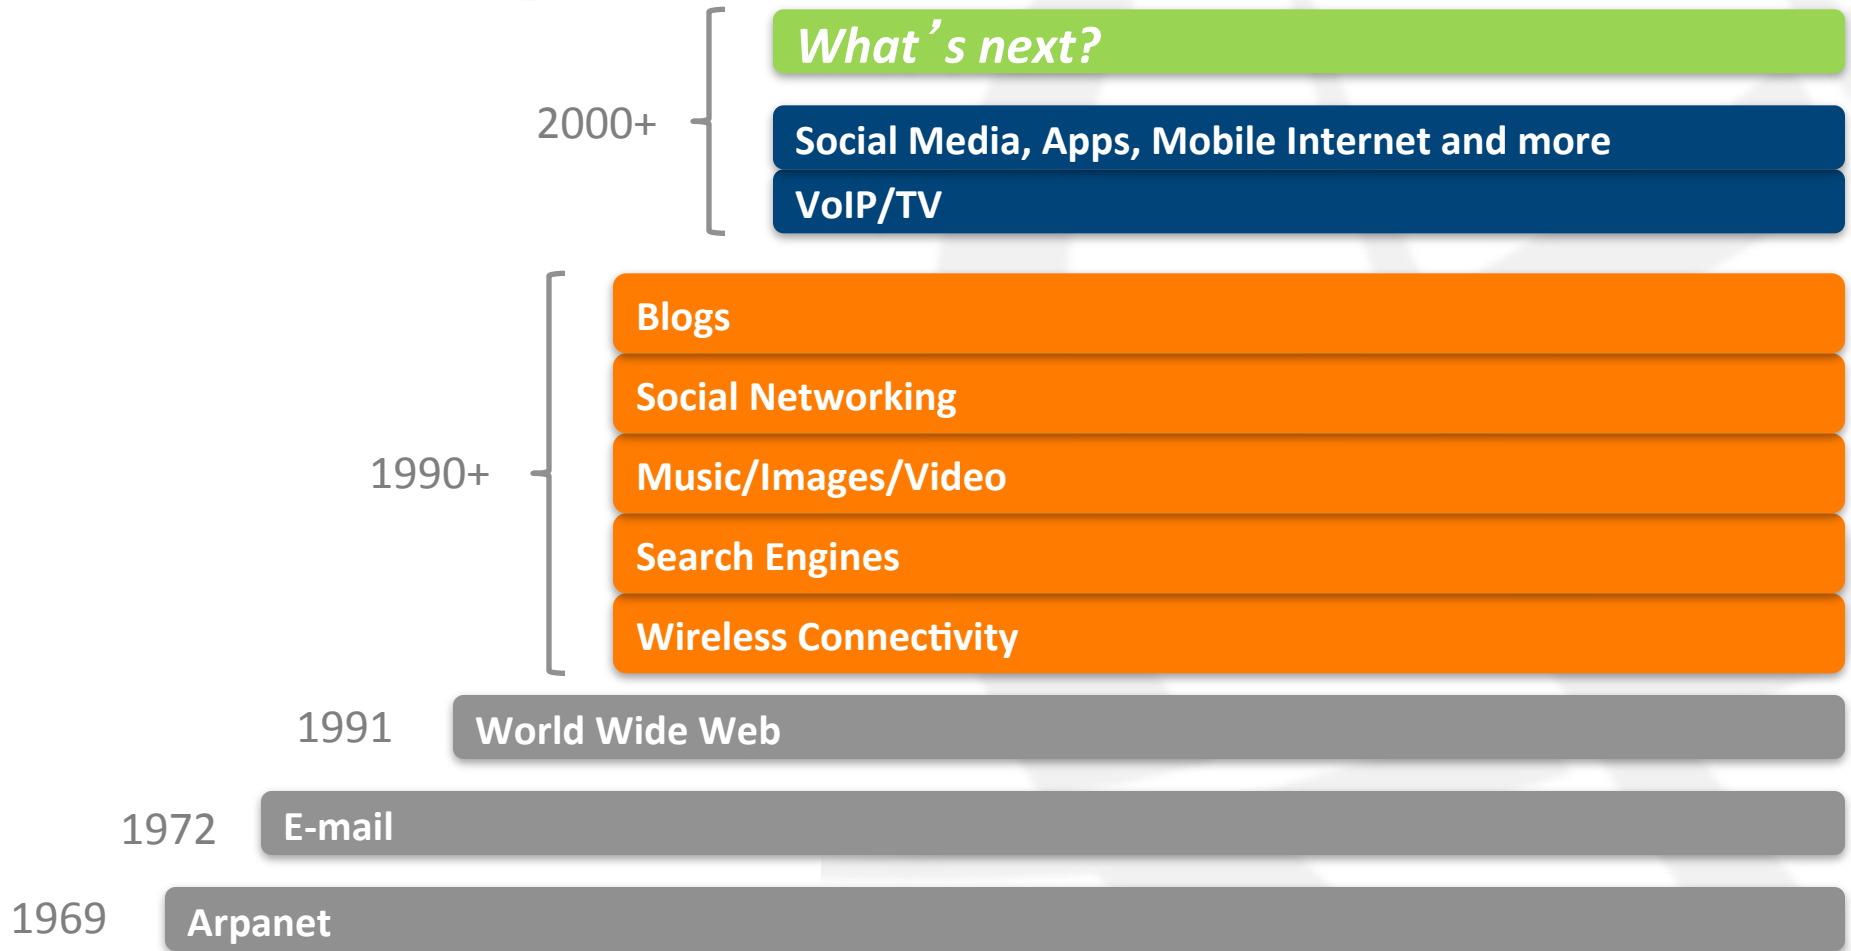 What's next?
2000+
Social Media, Apps, Mobile Internet and more
VoIP/TV
Blogs
Social Networking
1990+
Music/Images/Video
Search Engines
Wireless Connectivity
1991
World Wide Web
1972
E-mail
1969
Arpanet